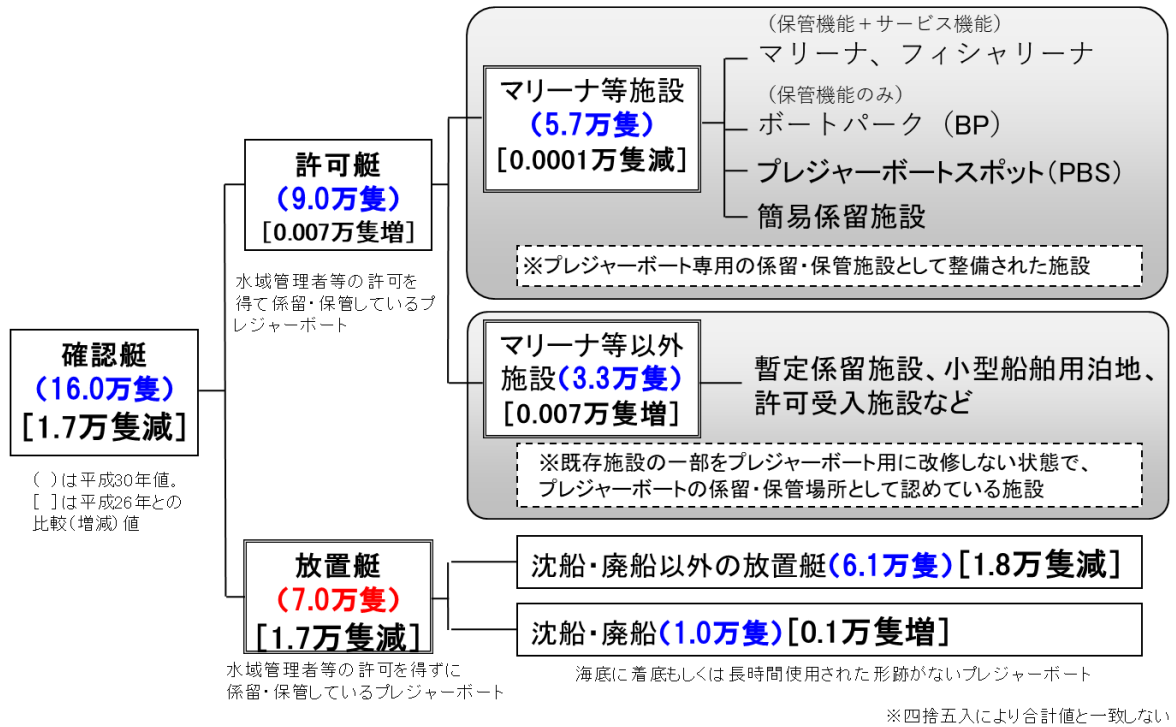 確認艇
(16.0万隻)
[1.7万隻減]
( )は平成30年値。
[ ]は平成26年との
比較(増減)値
許可艇
(9.0万隻)
[0.007万隻増]
水域管理者等の許可を
得て係留・保管しているプ
レジャーボート
マリーナ等施設
(5.7万隻)
[0.0001万隻減]
(保管機能+サービス機能)
マリーナ、フィシャリーナ
(保管機能のみ)
ボートパーク (BP)
プレジャーボートスポット(PBS)
簡易係留施設
※プレジャーボート専用の係留・保管施設として整備された施設
マリーナ等以外
施設(3.3万隻)
[0.007万隻増]
暫定係留施設、小型船舶用泊地、
許可受入施設など
※既存施設の一部をプレジャーボート用に改修しない状態で、
プレジャーボートの係留・保管場所として認めている施設
放置艇
(7.0万隻)
[1.7万隻減]
水域管理者等の許可を得ずに
係留・保管しているプレジャーボート
沈船・廃船以外の放置艇(6.1万隻)[1.8万隻減]
沈船・廃船(1.0万隻)[0.1万隻増]
海底に着底もしくは長時間使用された形跡がないプレジャーボート
※四捨五入により合計値と一致しない